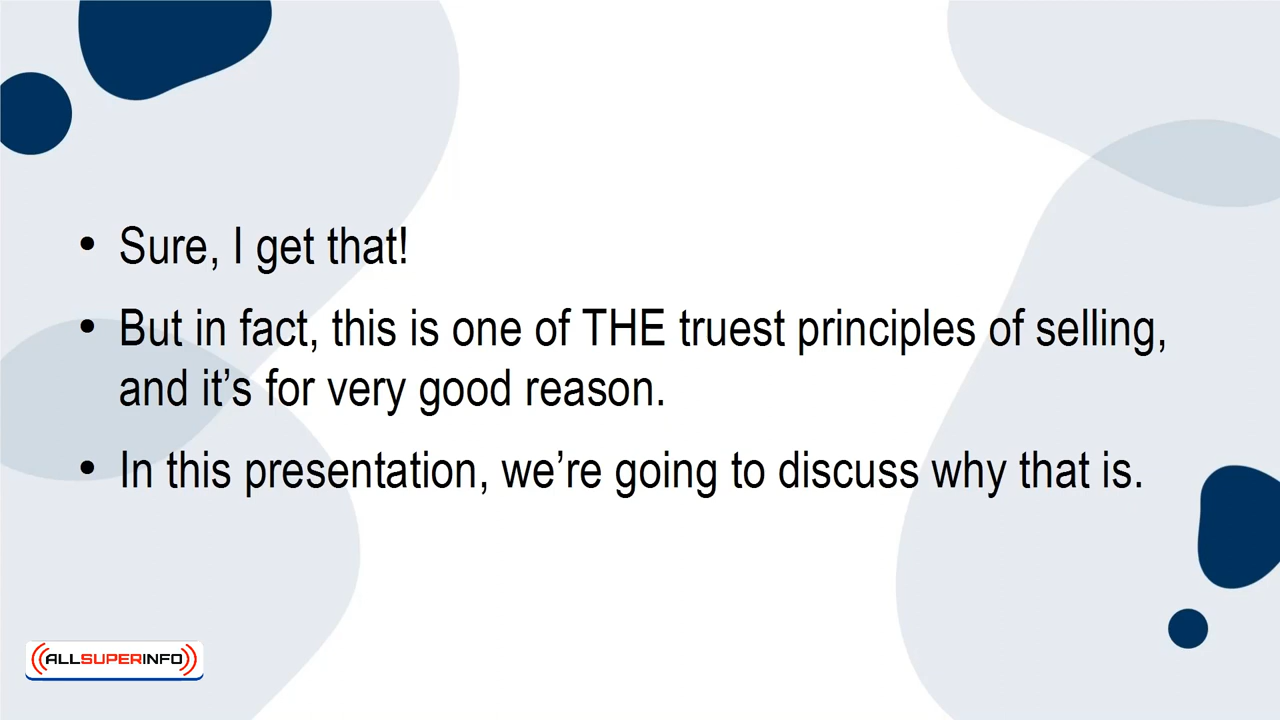 • Sure, I get that!
• But in fact, this is one of THE truest principles of selling,
and it’s for very good reason.
• In this presentation, we’re going to discuss why that is.
ALLSUPERINFO